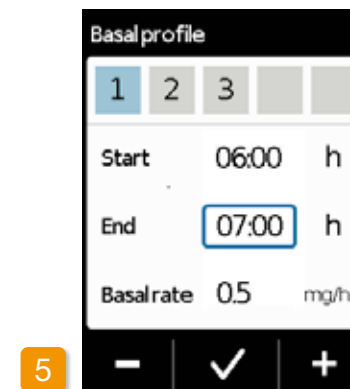 Basal profile
1 2 3
Start 06:00 h
End 07:00 h
Basal rate 0.5 mg/h
5 − ✓ +